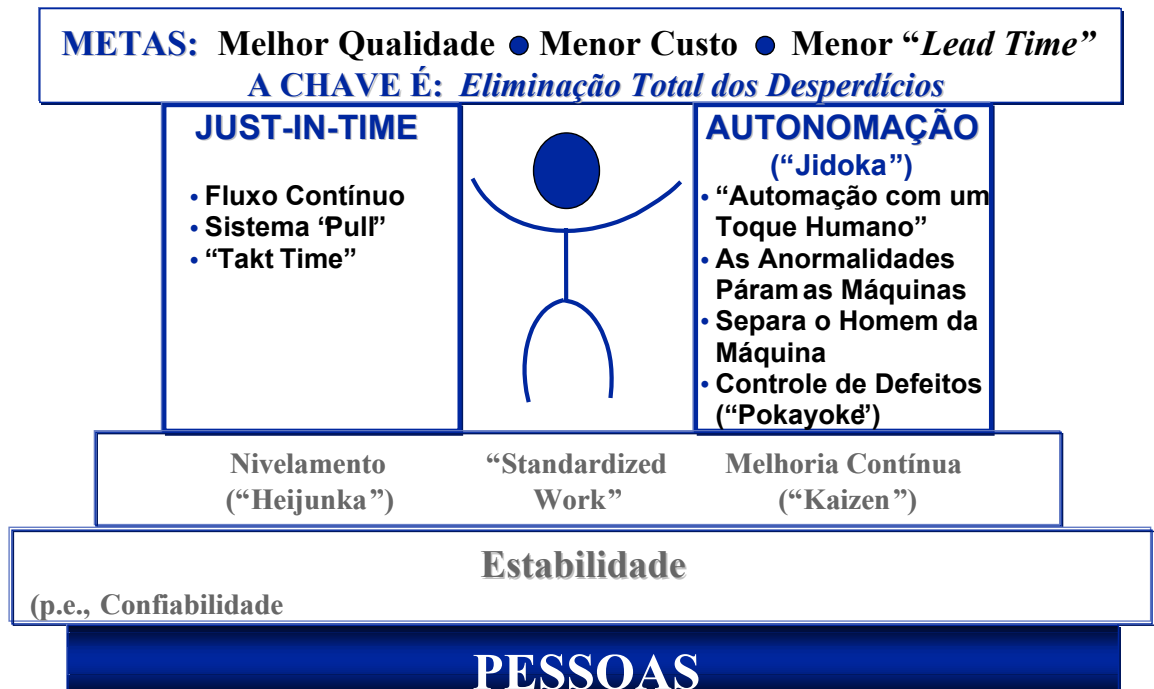 METAS: Melhor Qualidade ● Menor Custo ● Menor “Lead Time”
A CHAVE É: Eliminação Total dos Desperdícios
JUST-IN-TIME
• Fluxo Contínuo
• Sistema “Pull”
• “Takt Time”
AUTONOMAÇÃO
(“Jidoka”)
• “Automação com um
Toque Humano”
• As Anormalidades
Páram as Máquinas
• Separa o Homem da
Máquina
• Controle de Defeitos
(“Pokayoke”)
Nivelamento
(“Heijunka”)
“Standardized
Work”
Melhoria Contínua
(“Kaizen”)
Estabilidade
(p.e., Confiabilidade
PESSOAS